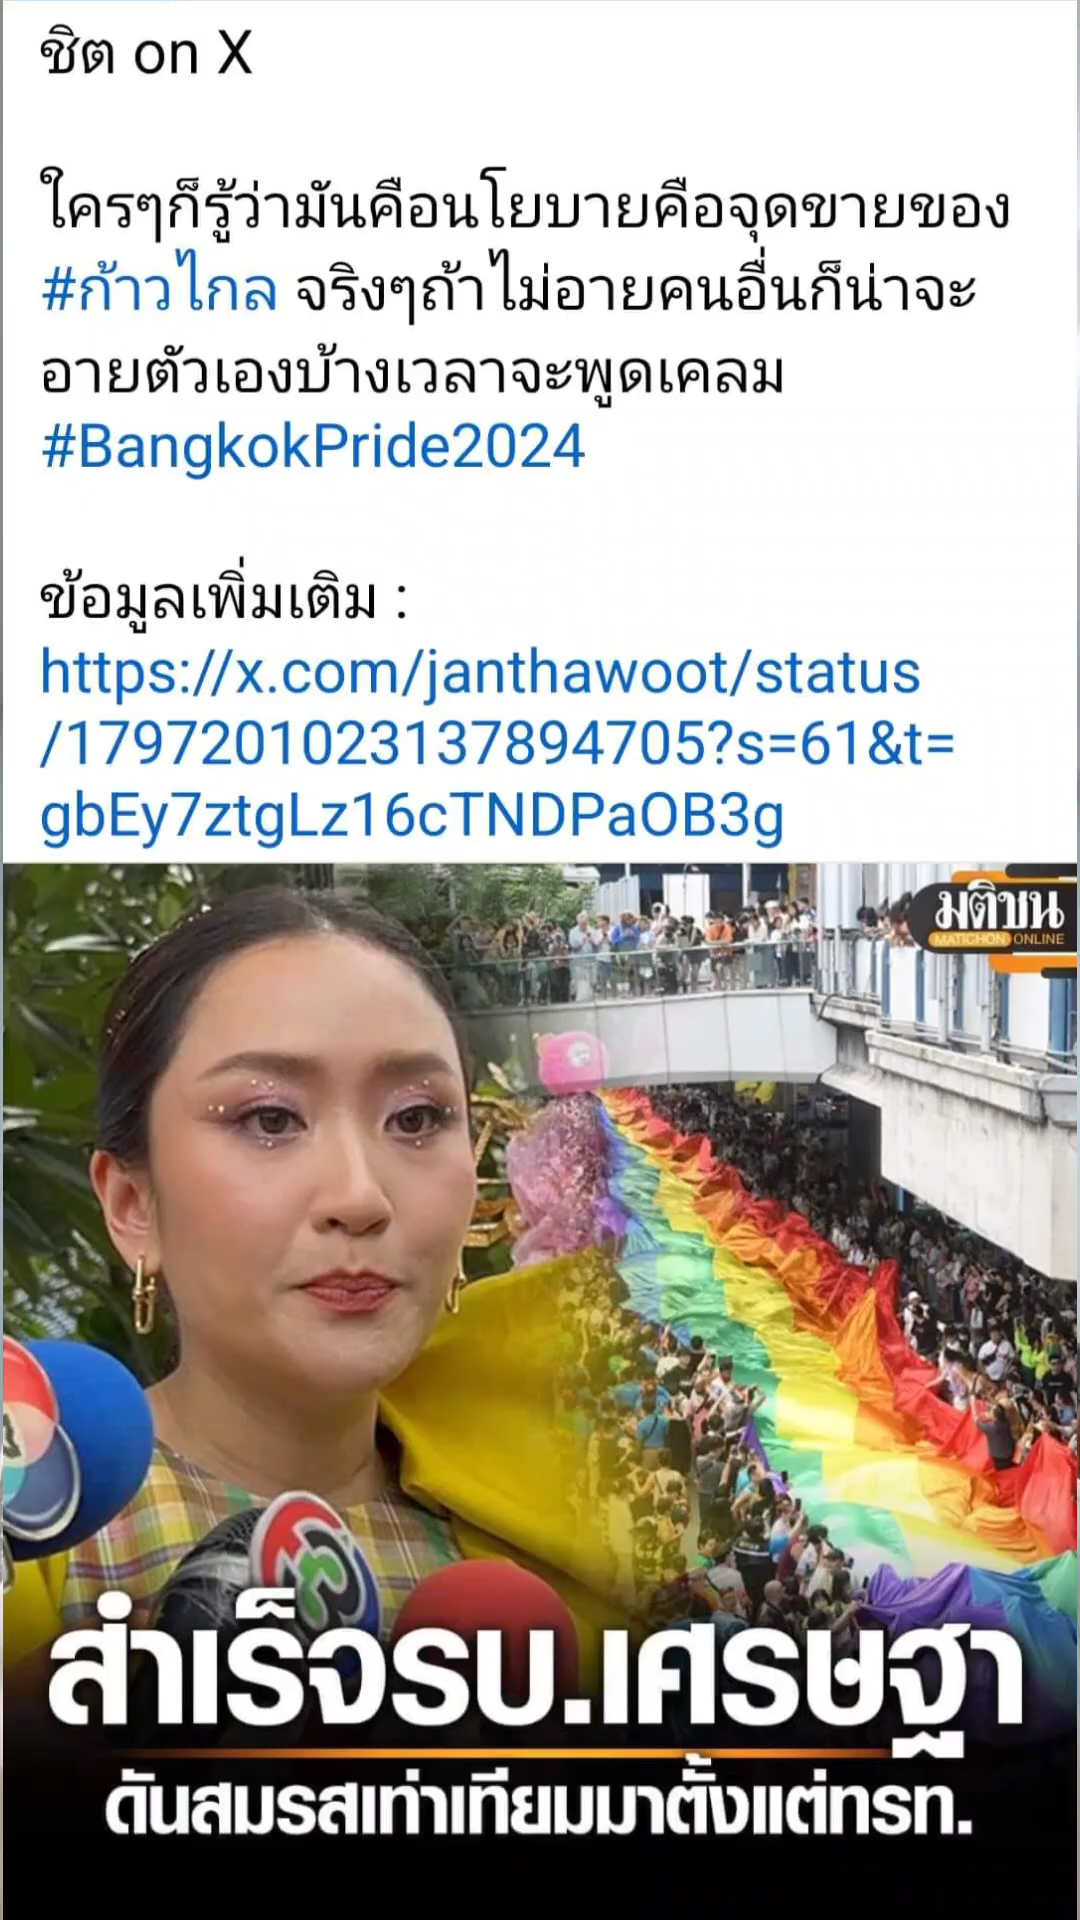 ชิต on X
ใครๆก็รู้ว่ามันคือนโยบายคือจุดขายของ
#ก้าวไกล จริงๆถ้าไม่อายคนอื่นก็น่าจะ
อายตัวเองบ้างเวลาจะพูดเคลม
#BangkokPride2024
ข้อมูลเพิ่มเติม :
https://x.com/janthawoot/status
/1797201023137894705?s=61&t=
gbEy7ztgLz16cTNDPaOB3g
มติชน
MATICHON ONLINE
สำเร็จรบ.เศรษฐา
ดันสมรสเท่าเทียมมาตั้งแต่ทรท.